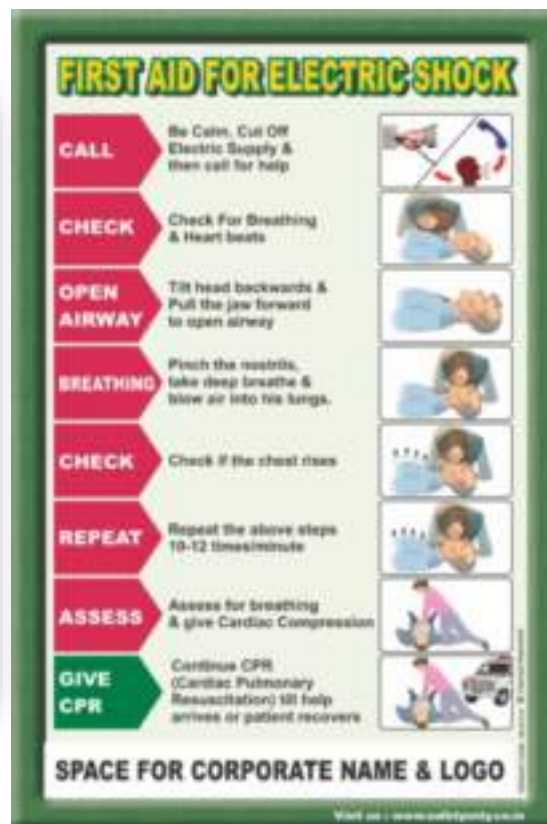 FIRST AID FOR ELECTRIC SHOCK
CALL
Be Calm. Cut Off
Electric Supply &
then call for help
CHECK
Check For Breathing
& Heart beats
OPEN
AIRWAY
Tilt head backwards &
Pull the jaw forward
to open airway
BREATHING
Pinch the nostrils,
take deep breathe &
blow air into his lungs.
CHECK
Check if the chest rises
REPEAT
Repeat the above steps
10-12 times/minute
ASSESS
Assess for breathing
& give Cardiac Compression
GIVE
CPR
Continue CPR
(Cardiac Pulmonary
Resuscitation) till help
arrives or patient recovers
SPACE FOR CORPORATE NAME & LOGO
Visit us :